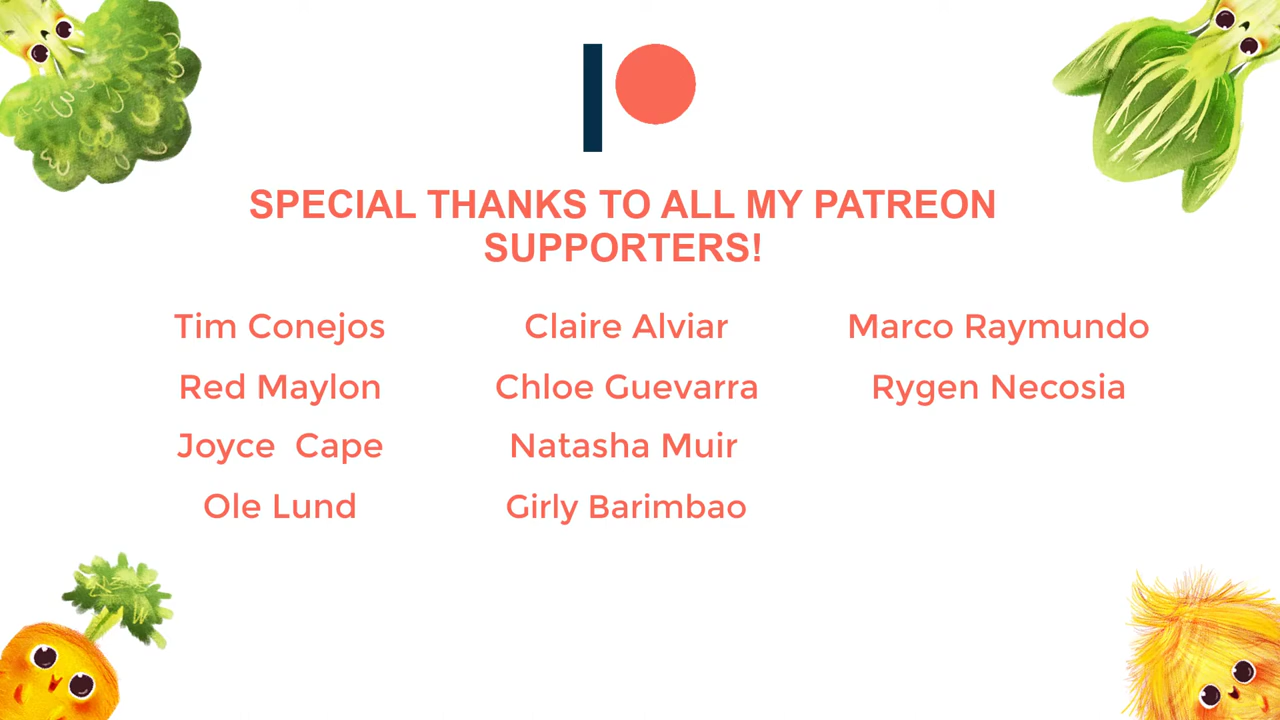 SPECIAL THANKS TO ALL MY PATREON
SUPPORTERS!
Tim Conejos
Claire Alviar
Marco Raymundo
Red Maylon
Chloe Guevarra
Rygen Necosia
Joyce  Cape
Natasha Muir
Ole Lund
Girly Barimbao